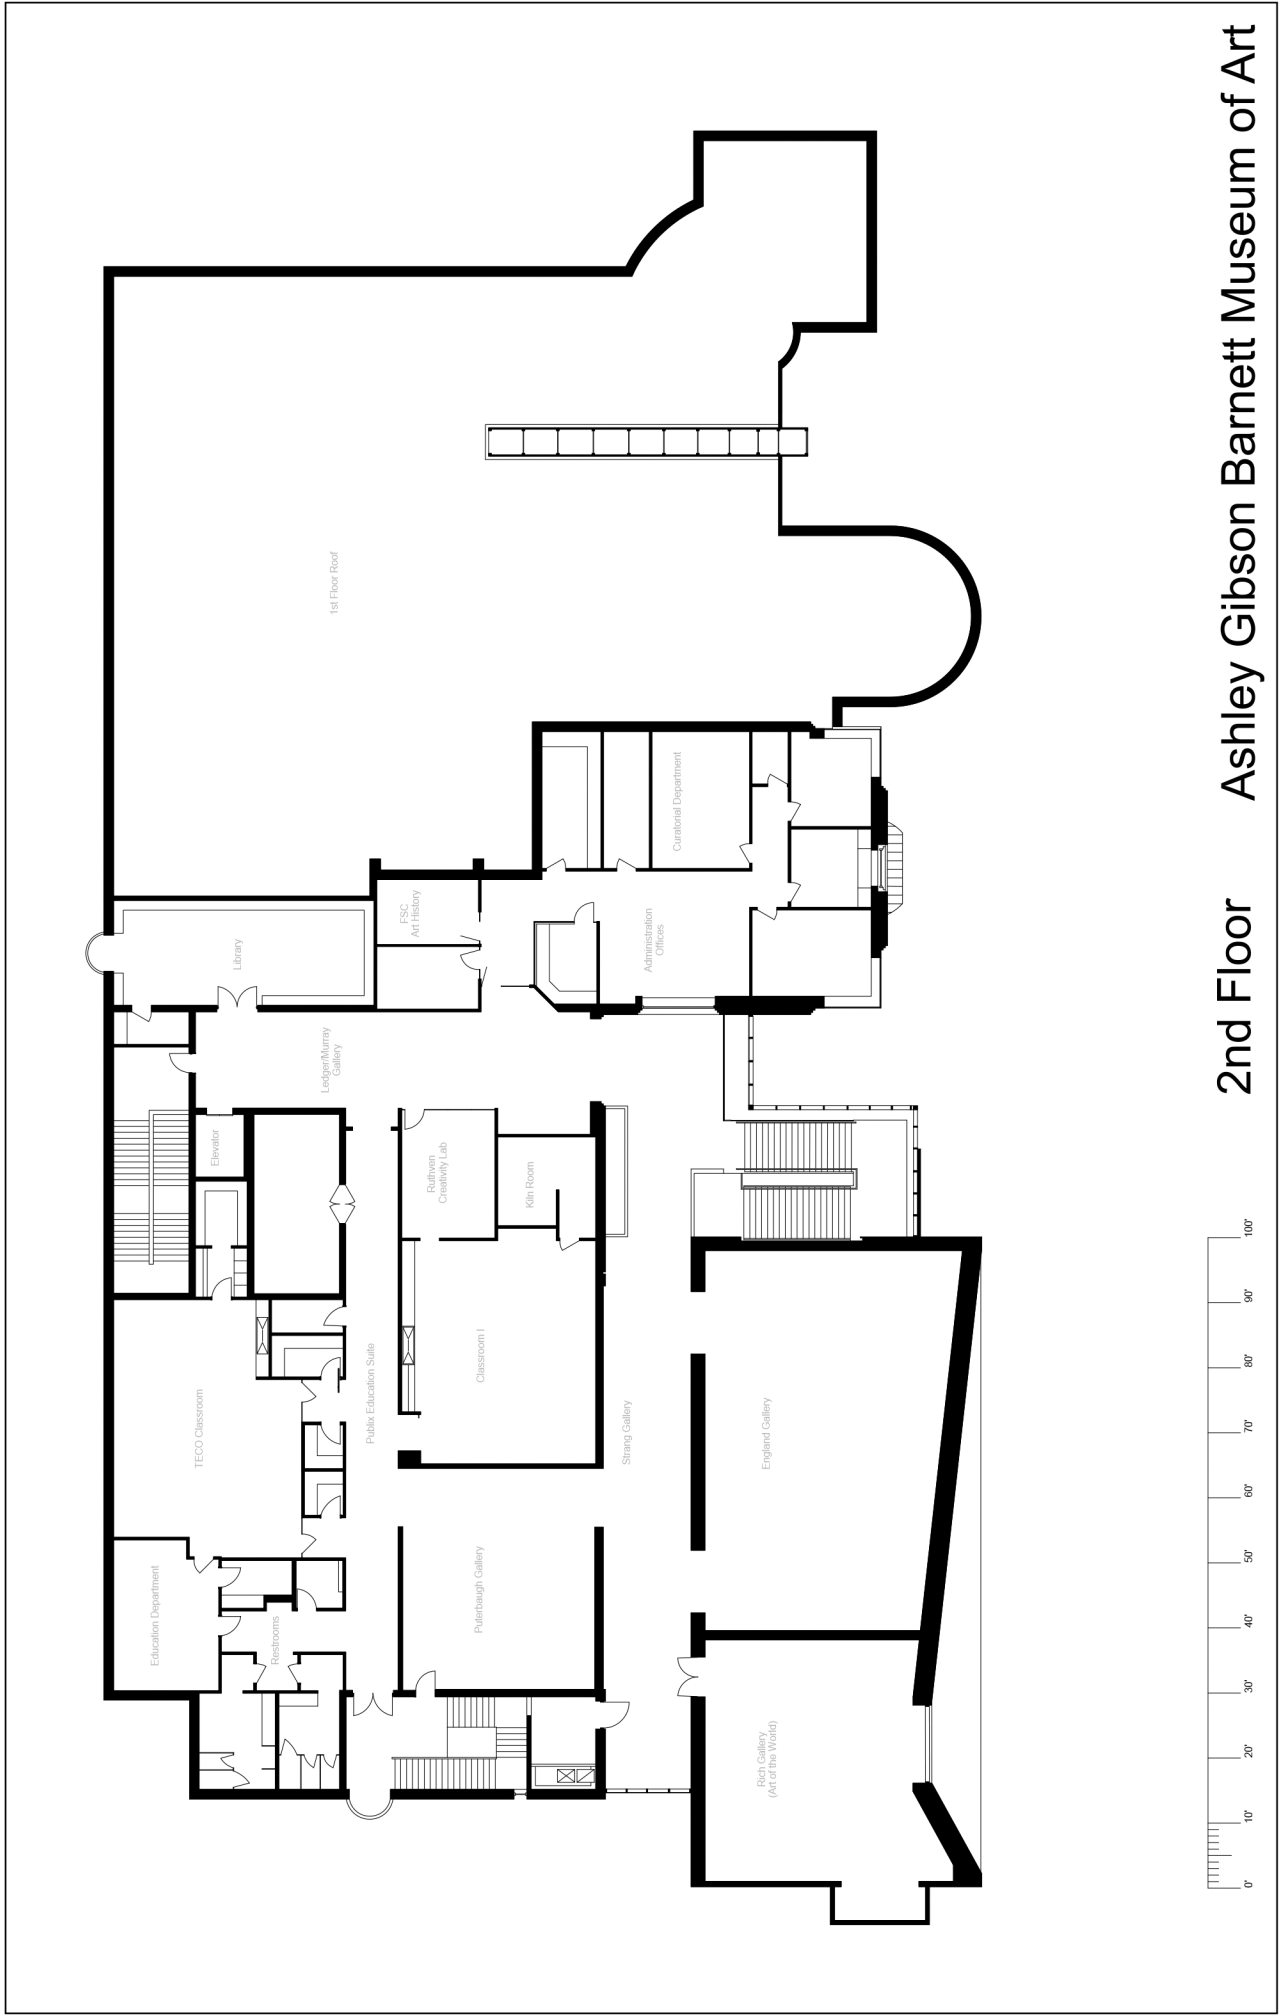 2nd Floor Ashley Gibson Barnett Museum of Art
1st Floor Roof
Library
FSC
Art History
Curatorial Department
Administration
Offices
Ledger/Murray
Gallery
Elevator
Ruthven
Creativity Lab
Kiln Room
TECO Classroom
Publix Education Suite
Classroom I
Strang Gallery
England Gallery
Education Department
Restrooms
Puterbaugh Gallery
Rich Gallery
(Art of the World)
0' 10' 20' 30' 40' 50' 60' 70' 80' 90' 100'